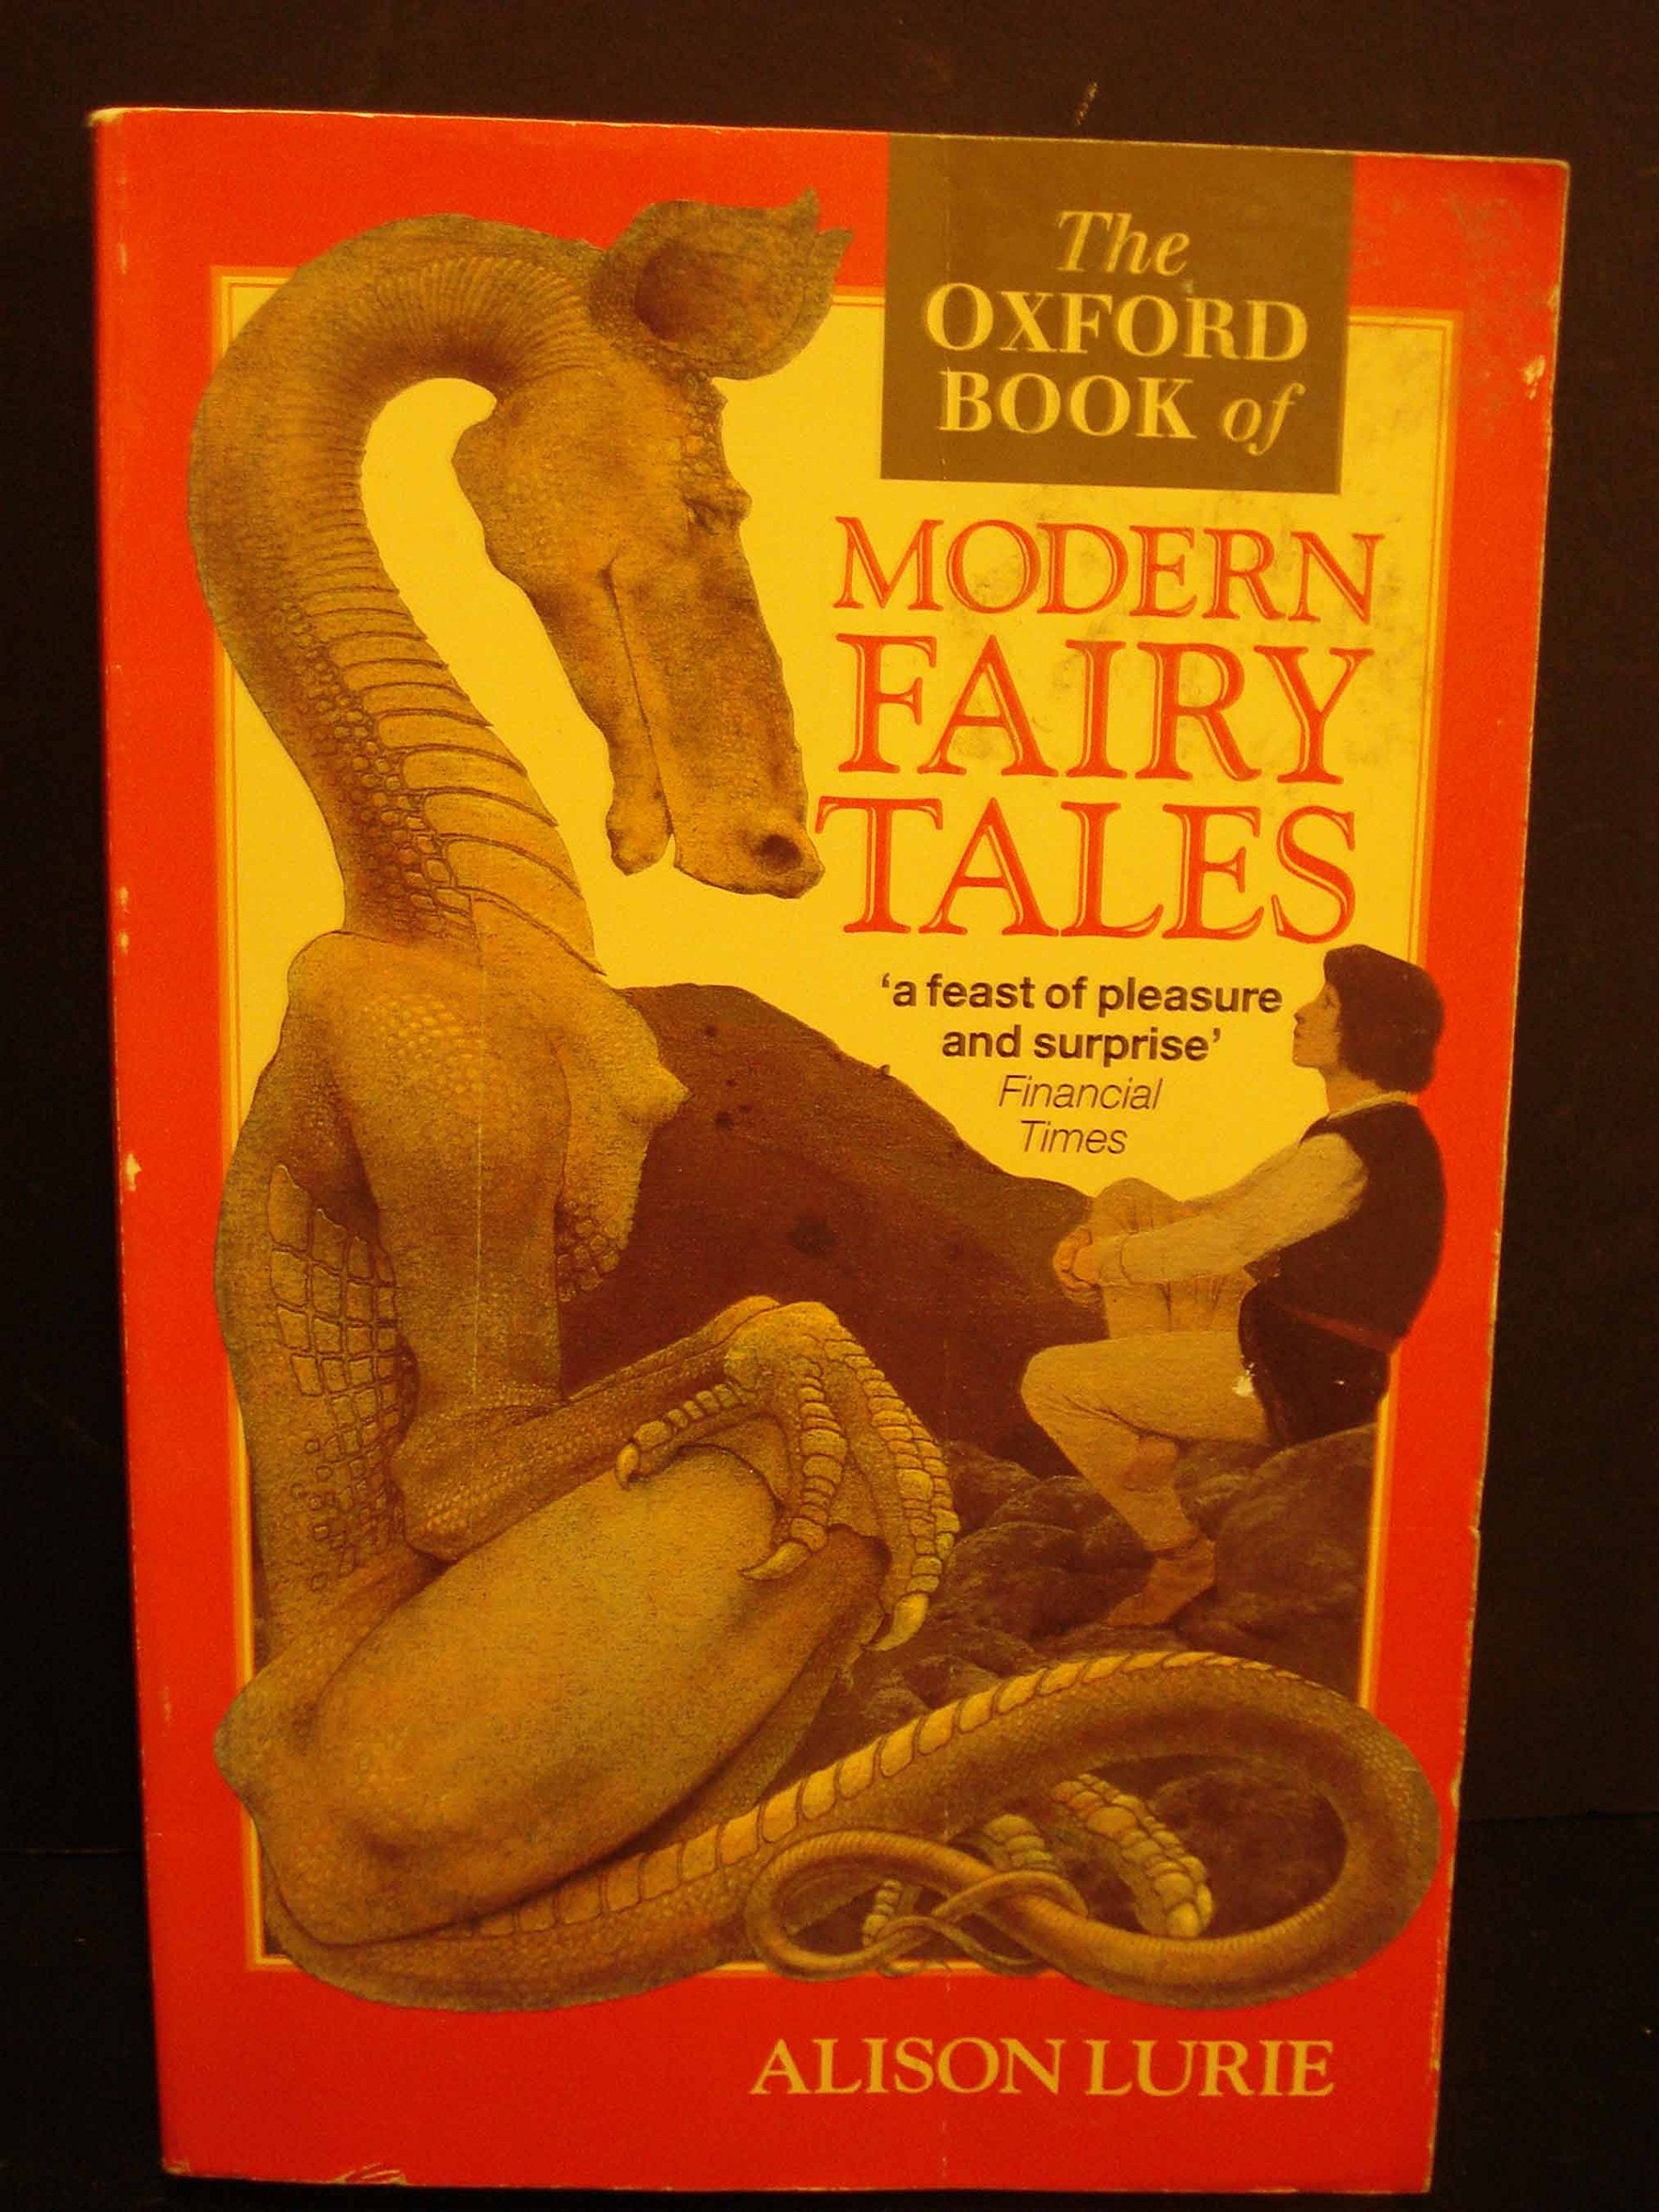 The
OXFORD
BOOK of
MODERN
FAIRY
TALES
‘a feast of pleasure
and surprise’
Financial
Times
ALISON LURIE